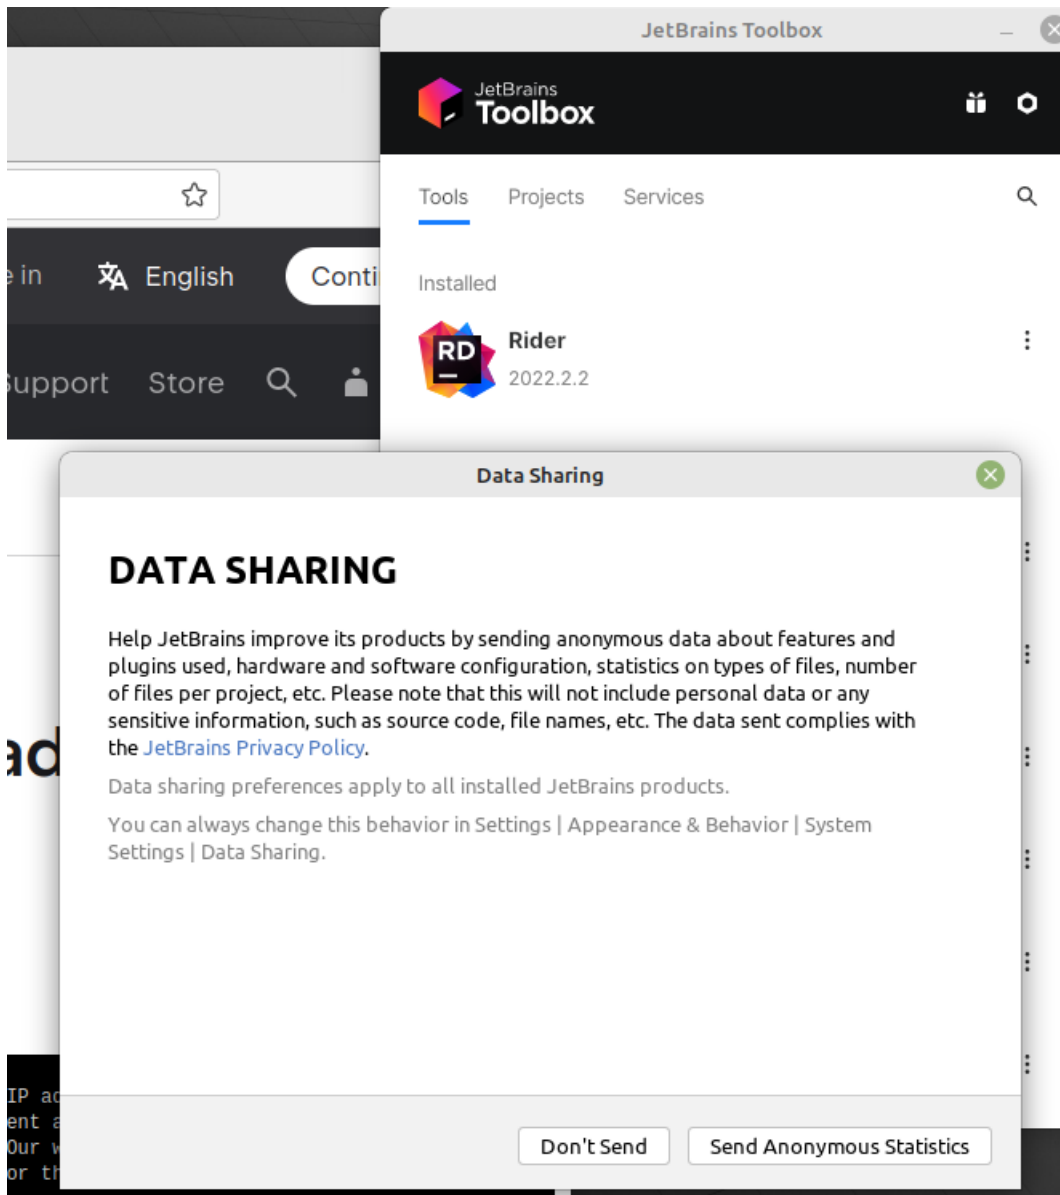 JetBrains Toolbox
JetBrains
Toolbox
Tools Projects Services
in English
Support Store
Installed
RD Rider
2022.2.2
Data Sharing
DATA SHARING
Help JetBrains improve its products by sending anonymous data about features and
plugins used, hardware and software configuration, statistics on types of files, number
of files per project, etc. Please note that this will not include personal data or any
sensitive information, such as source code, file names, etc. The data sent complies with
the JetBrains Privacy Policy.
Data sharing preferences apply to all installed JetBrains products.
You can always change this behavior in Settings | Appearance & Behavior | System
Settings | Data Sharing.
IP
Our
or
Don't Send Send Anonymous Statistics